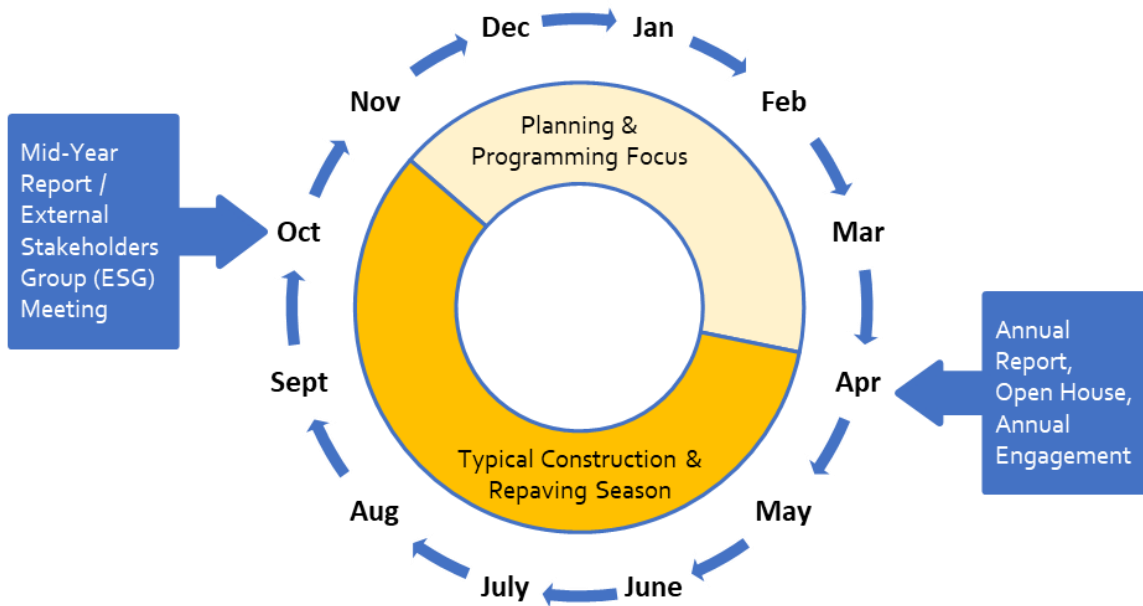 Dec
Jan
Nov
Feb
Planning &
Programming Focus
Mid-Year
Report /
External
Stakeholders
Group (ESG)
Meeting
Oct
Mar
Annual
Report,
Open House,
Annual
Engagement
Sept
Apr
Typical Construction &
Repaving Season
Aug
May
July
June